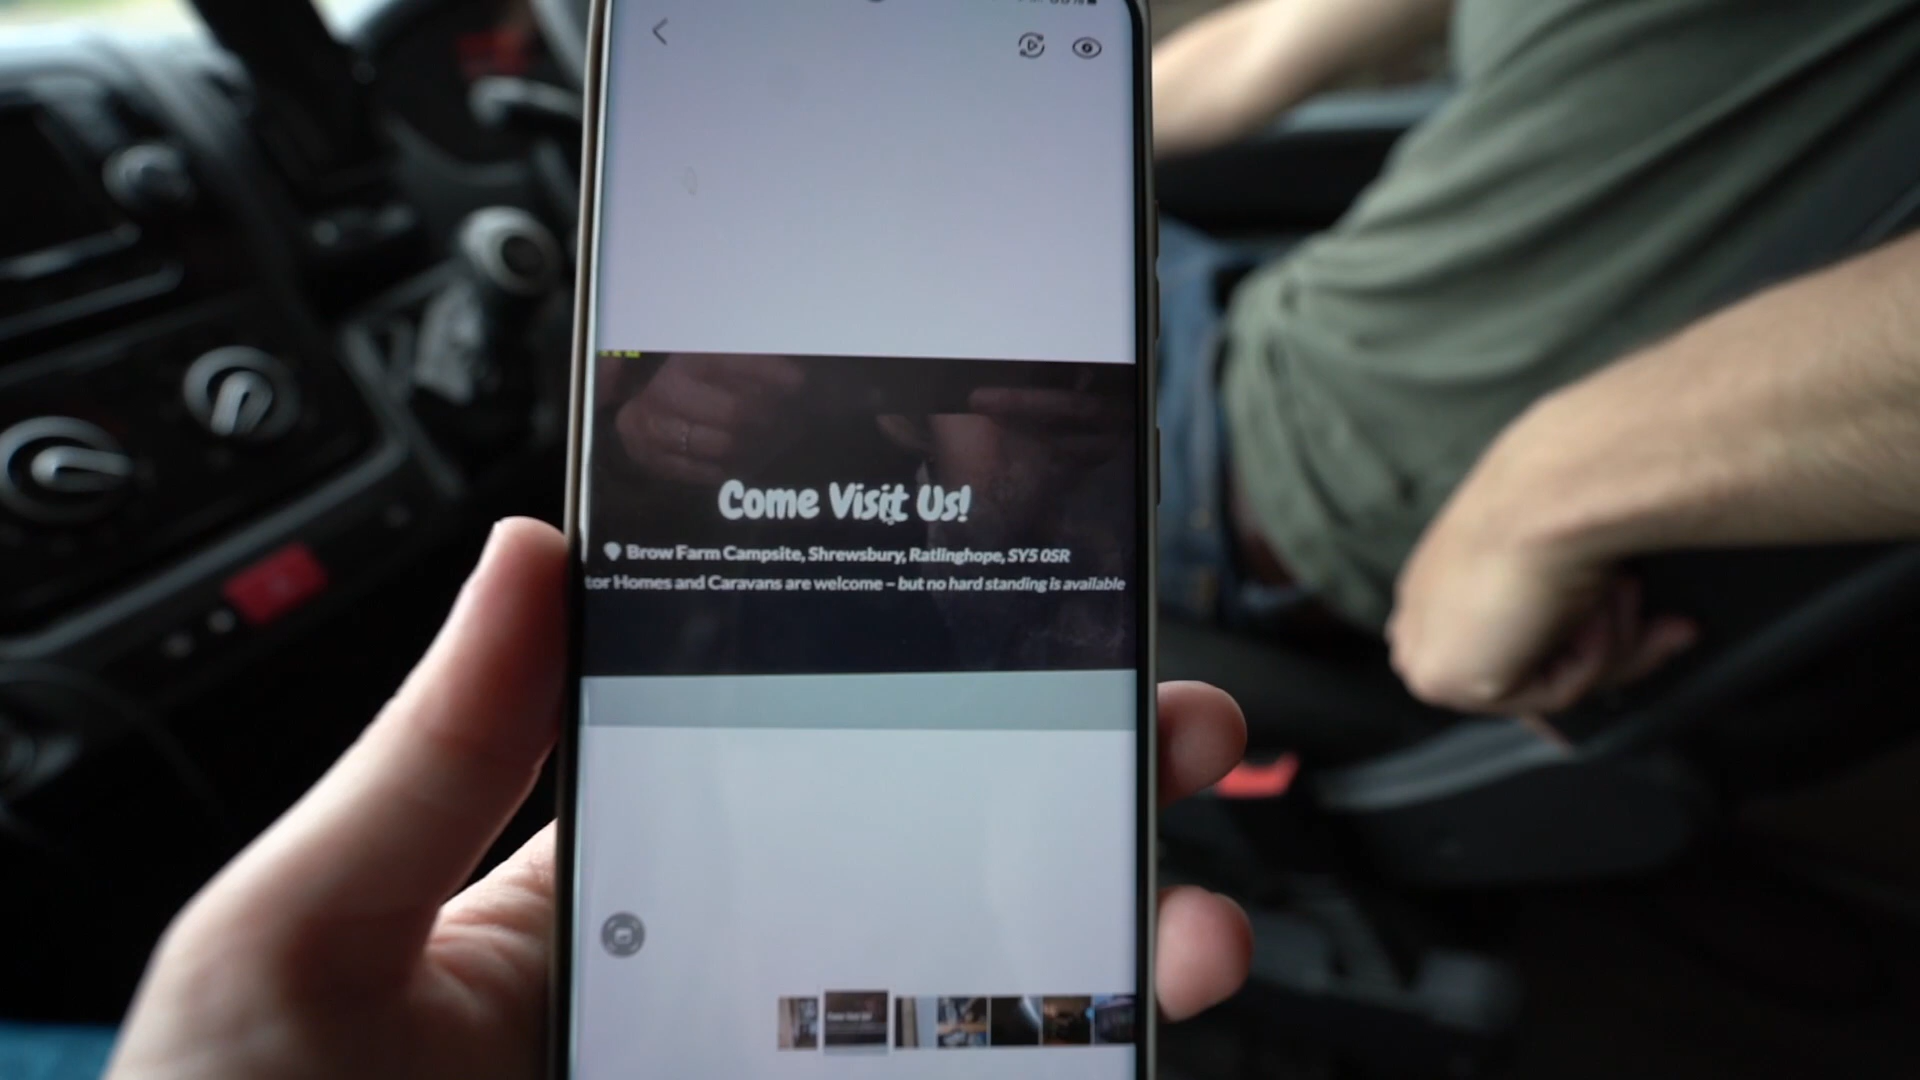 Come Visit Us!
Brow Farm Campsite, Shrewsbury, Ratlinghope, SY5 0SR
tor Homes and Caravans are welcome – but no hard standing is available